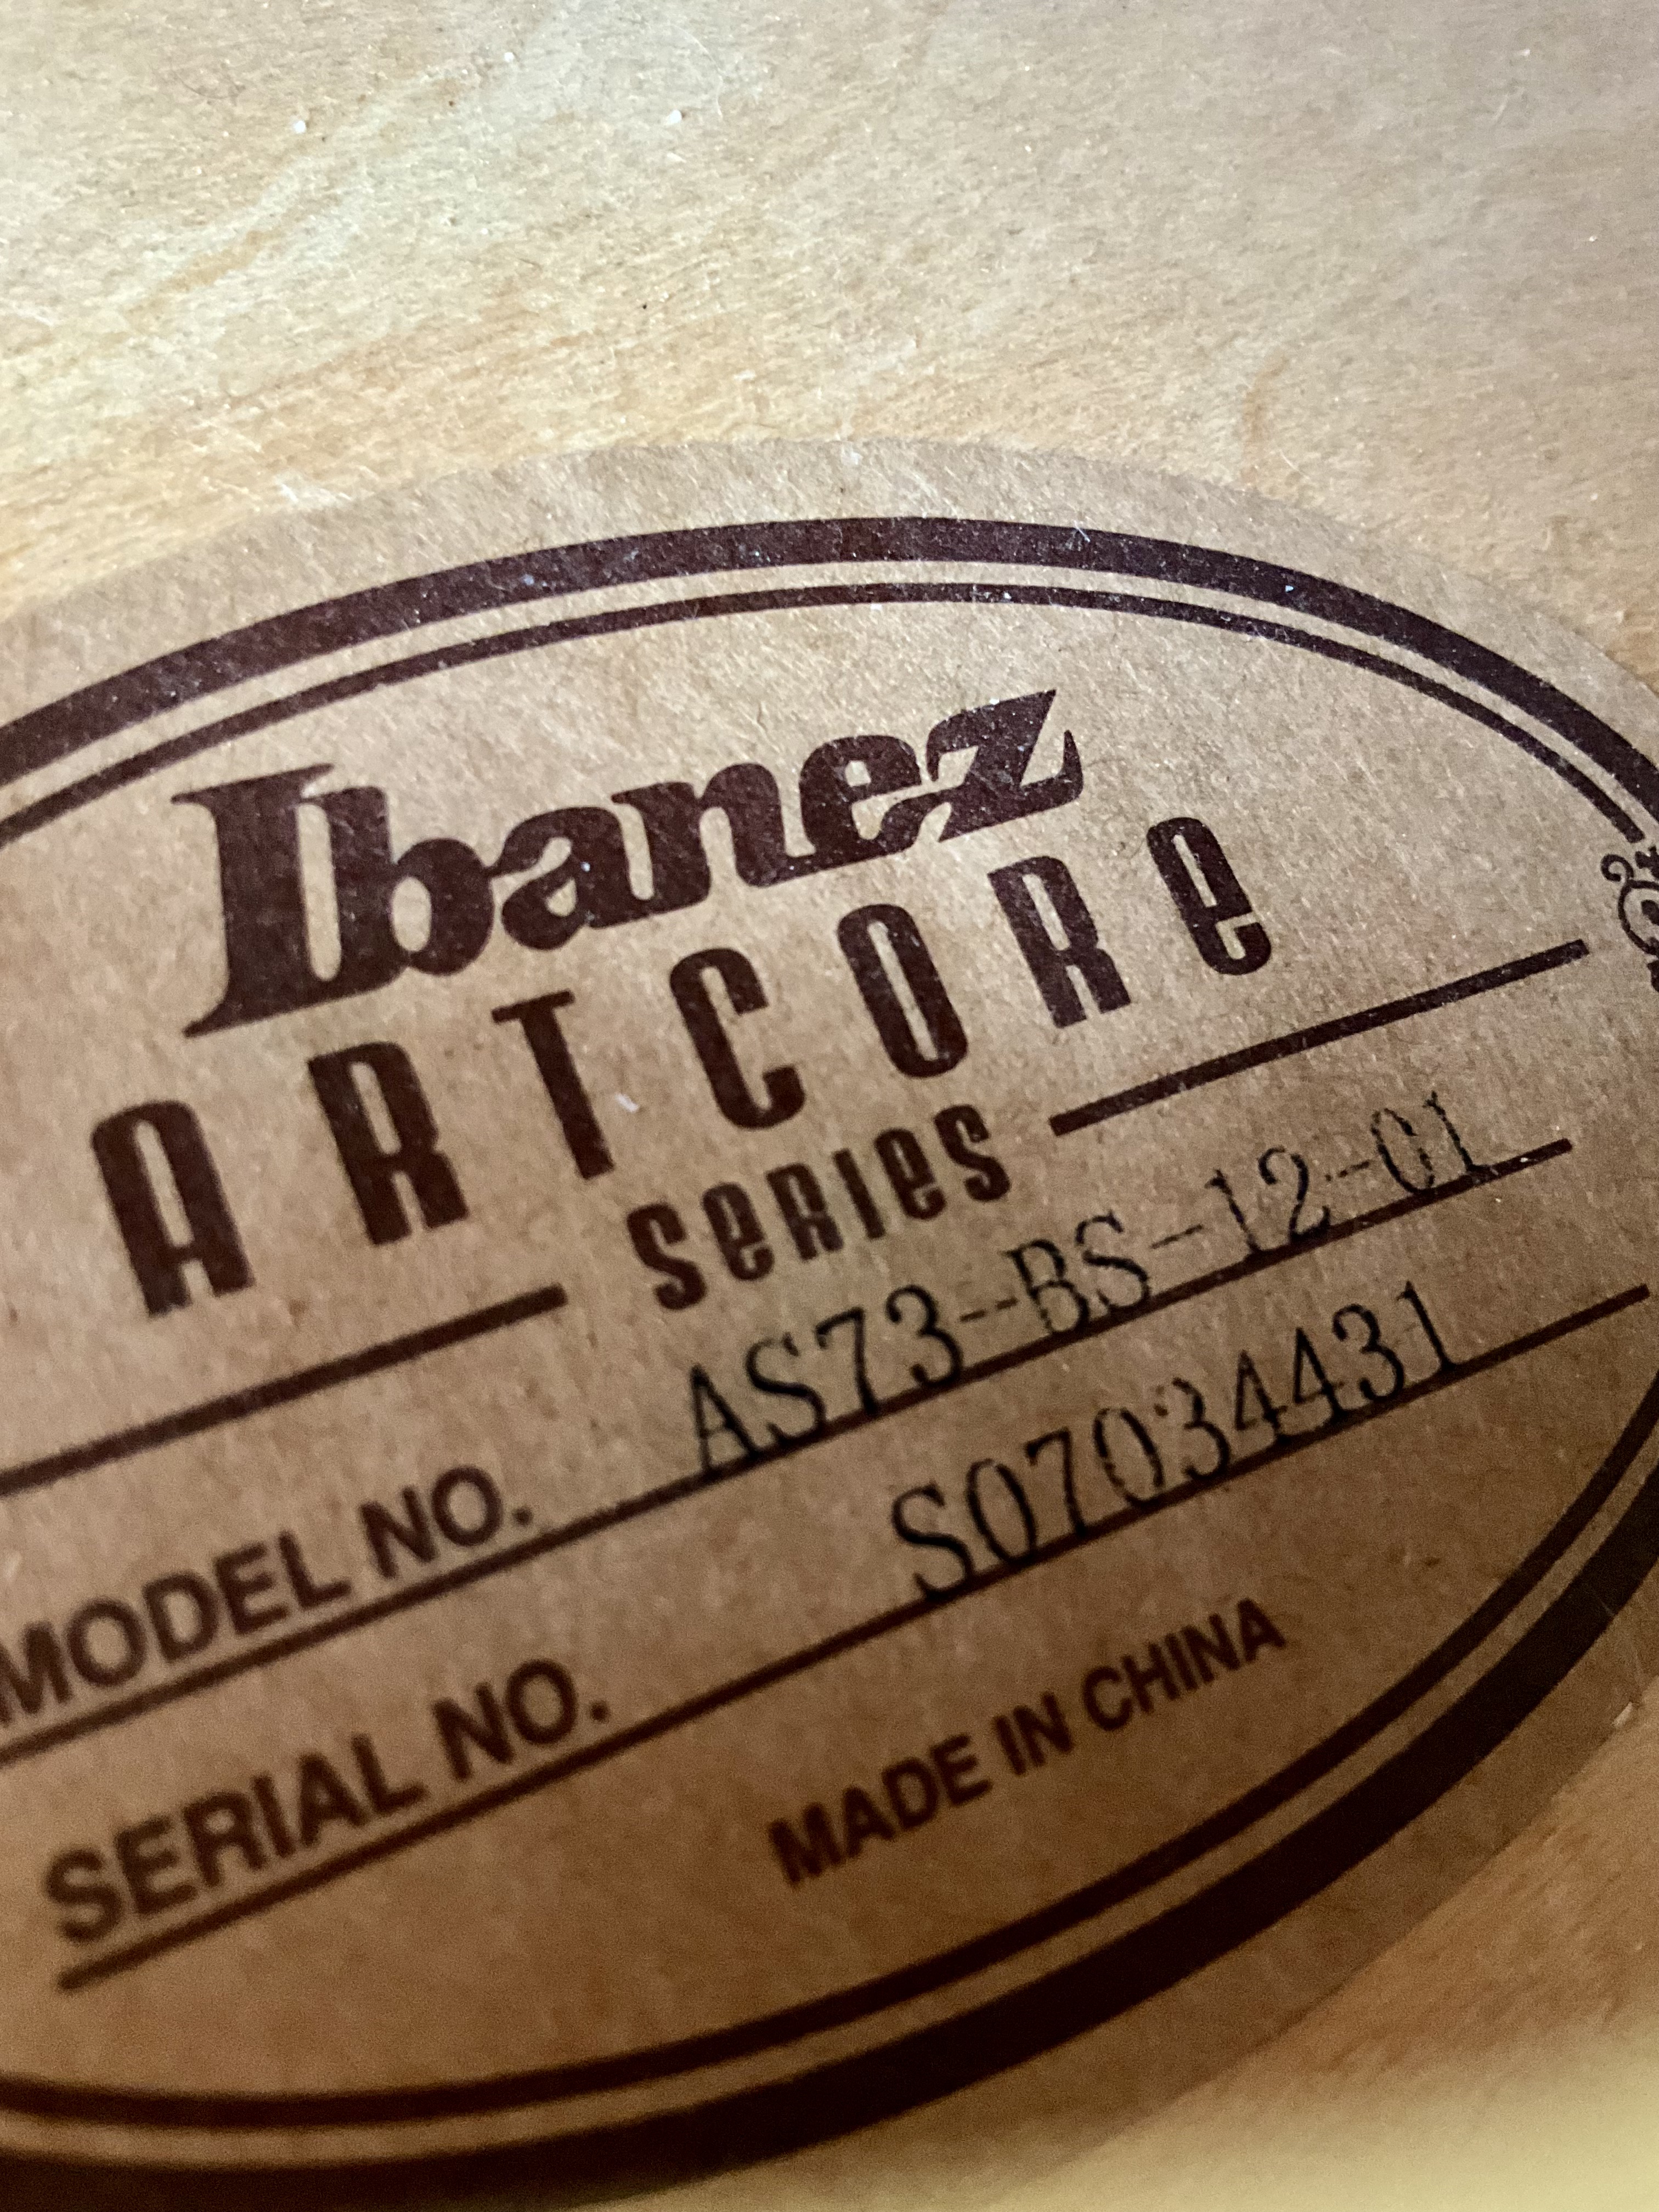 Ibanez
ARTCORE
SERIES
MODEL NO. AS73-BS-12-01
SERIAL NO. S07034431
MADE IN CHINA